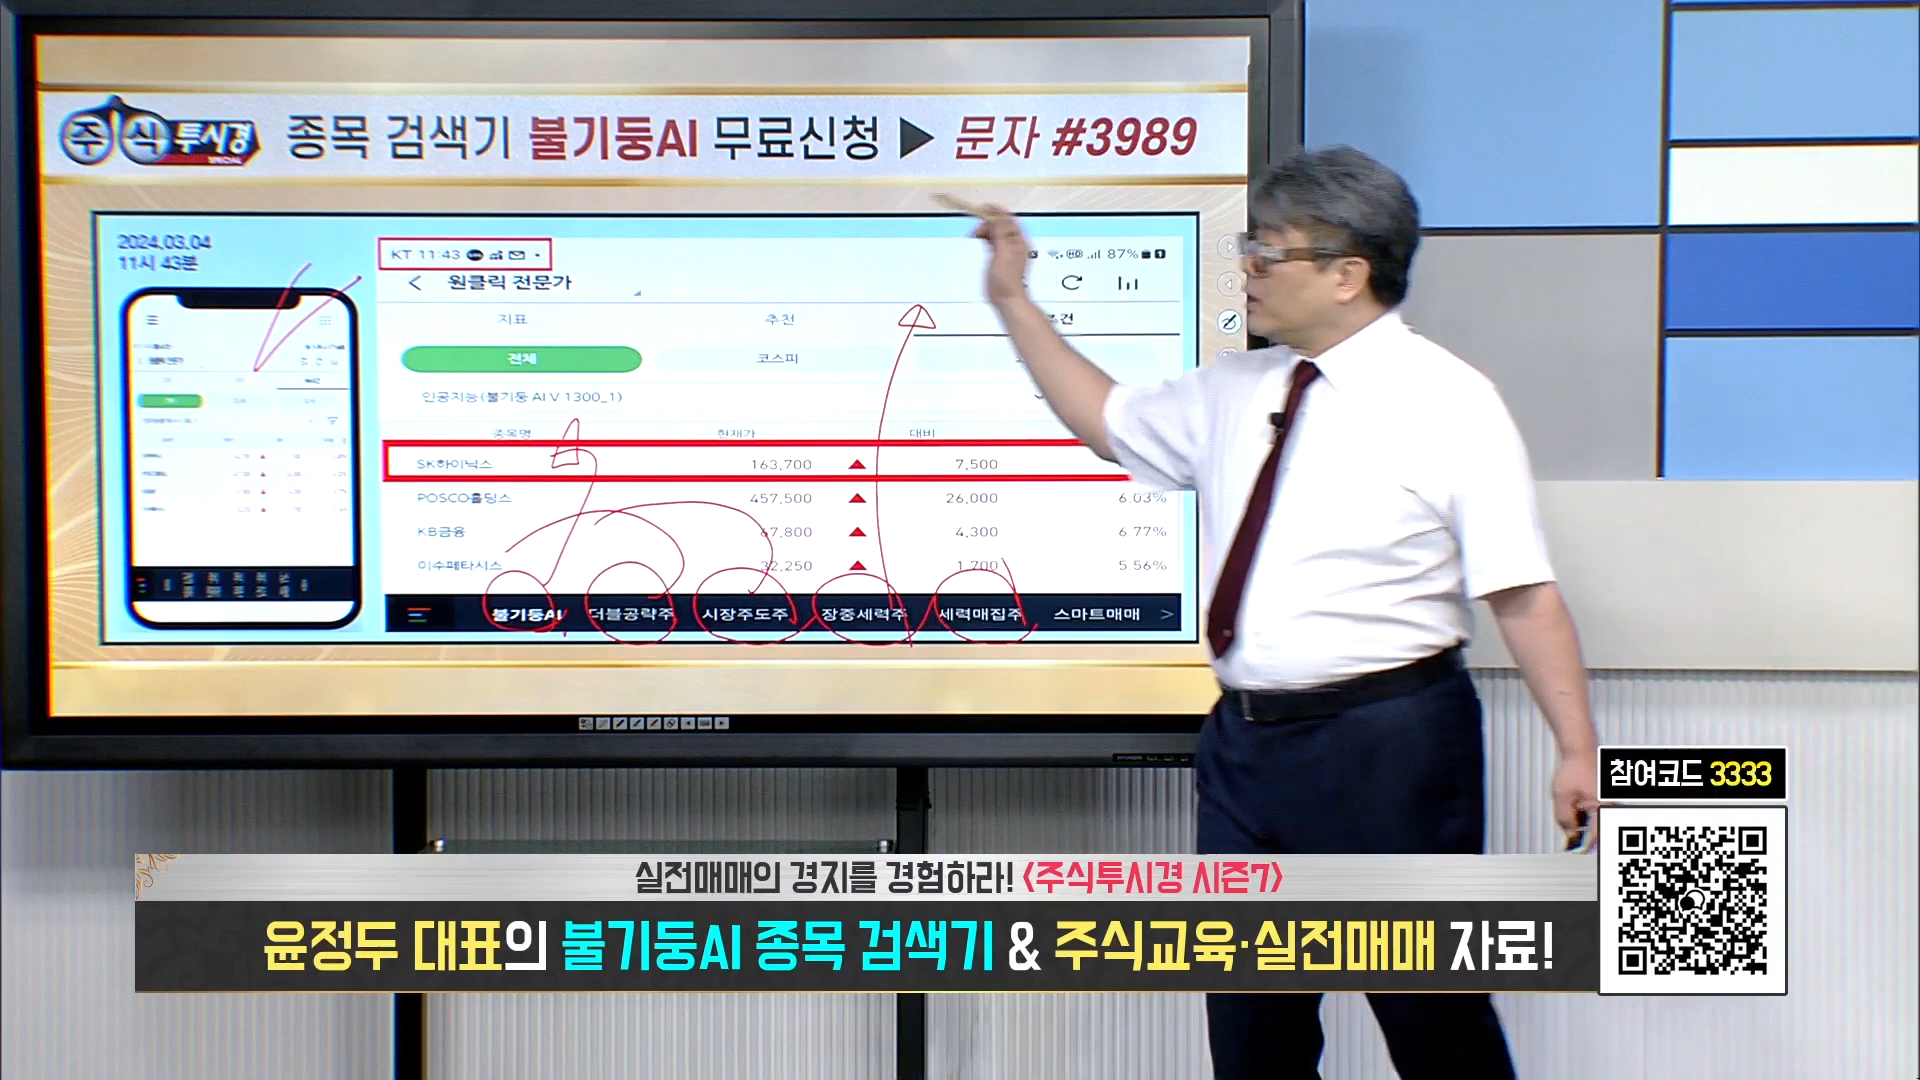 주식투시경 SPECIAL
종목 검색기 불기둥AI 무료신청 ▶ 문자 #3989
2024.03.04
11시 43분
KT 11:43
87%
< 원클릭 전문가
지표 추천
전체 코스피
인공지능(불기둥 AI V 1300_1)
종목명 현재가 대비
SK하이닉스 163,700 ▲ 7,500
POSCO홀딩스 457,500 ▲ 26,000 6.03%
KB금융 67,800 ▲ 4,300 6.77%
이수페타시스 32,250 ▲ 1,700 5.56%
불기둥AI 더블공략주 시장주도주 장중세력주 세력매집주 스마트매매 >
참여코드 3333
실전매매의 경지를 경험하라! <주식투시경 시즌7>
윤정두 대표의 불기둥AI 종목 검색기 & 주식교육·실전매매 자료!